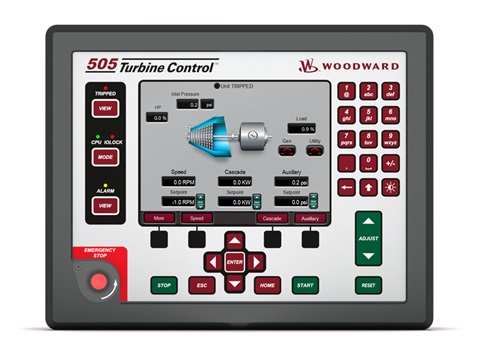 505 Turbine Control™
WOODWARD
TRIPPED
VIEW
CPU IOLOCK
MODE
ALARM
VIEW
EMERGENCY
STOP
Unit TRIPPED
Inlet Pressure
0.2 psi
HP
0.0 %
Load
0.9 %
Gen Utility
Speed Cascade Auxiliary
0.0 RPM 0.0 KW 0.2 psi
Setpoint Setpoint Setpoint
-1.0 RPM 0.0 KW 0.0 psi
More Speed Cascade Auxiliary
1 2 3
@ abc def
4 5 6
ghi jkl mno
7 8 9
pqrs tuv wxyz
. 0 +/-
ENTER
ADJUST
STOP ESC HOME START RESET